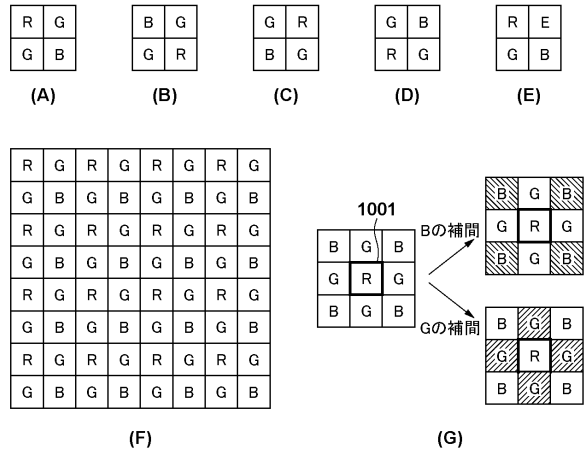 R G
G B
(A)
B G
G R
(B)
G R
B G
(C)
G B
R G
(D)
R E
G B
(E)
R G R G R G R G
G B G B G B G B
R G R G R G R G
G B G B G B G B
R G R G R G R G
G B G B G B G B
R G R G R G R G
G B G B G B G B
(F)
1001
B G B
G R G
B G B
Bの補間
B G B
G R G
B G B
Gの補間
B G B
G R G
B G B
(G)